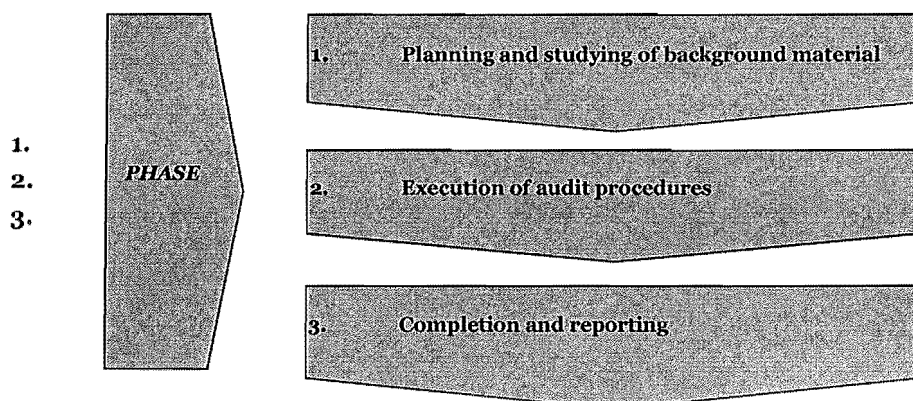 1.
2.
3.
PHASE
1. Planning and studying of background material
2. Execution of audit procedures
3. Completion and reporting